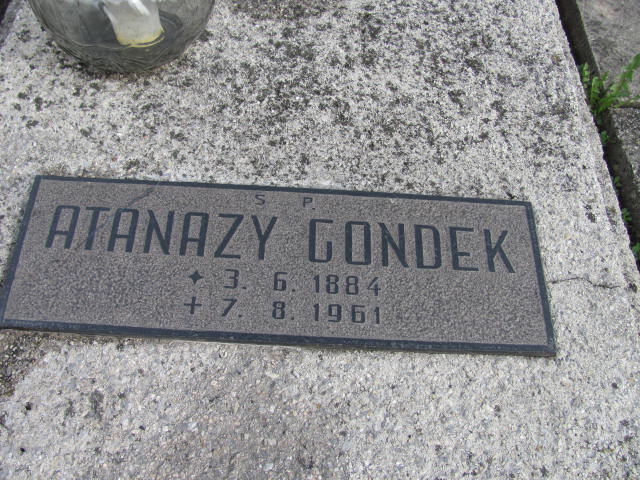 S P
ATANAZY GONDEK
✦ 3. 6. 1884
+ 7. 8. 1961